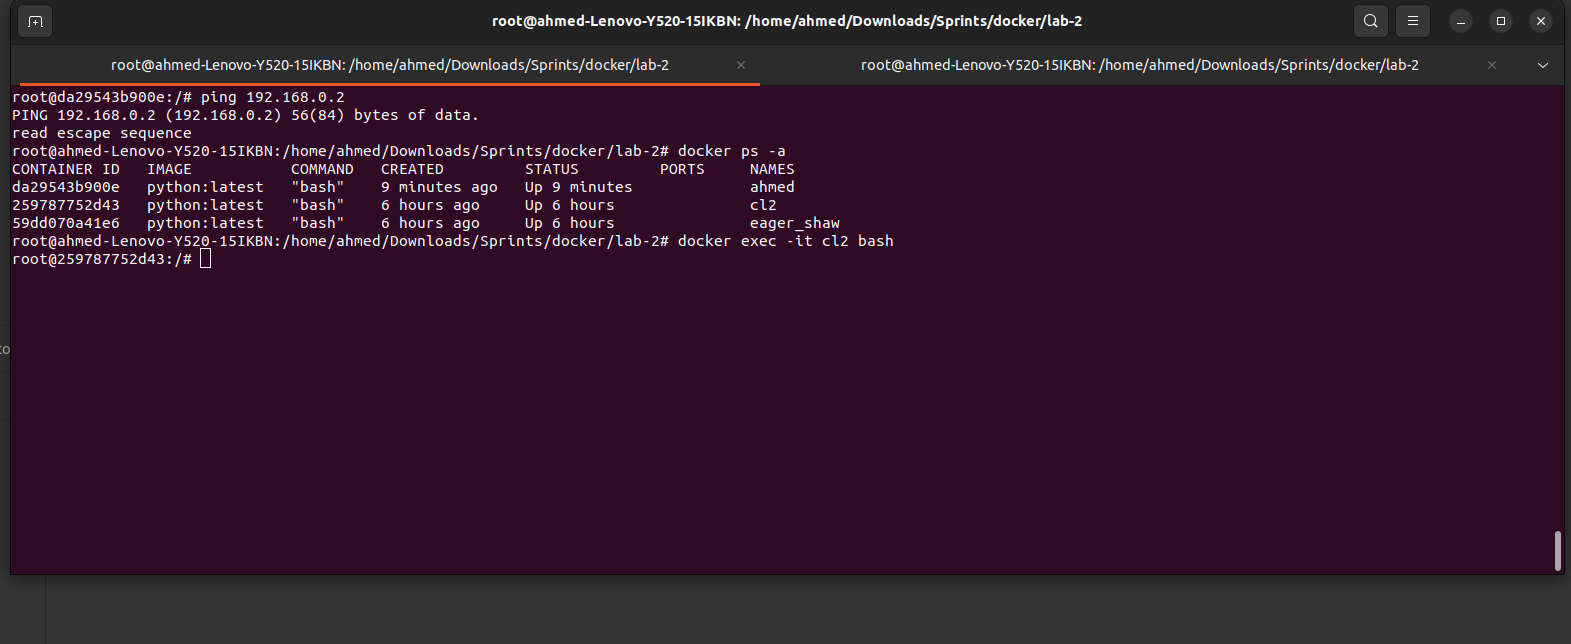 root@ahmed-Lenovo-Y520-15IKBN: /home/ahmed/Downloads/Sprints/docker/lab-2
root@ahmed-Lenovo-Y520-15IKBN: /home/ahmed/Downloads/Sprints/docker/lab-2
root@ahmed-Lenovo-Y520-15IKBN: /home/ahmed/Downloads/Sprints/docker/lab-2
root@da29543b900e:/# ping 192.168.0.2
PING 192.168.0.2 (192.168.0.2) 56(84) bytes of data.
read escape sequence
root@ahmed-Lenovo-Y520-15IKBN:/home/ahmed/Downloads/Sprints/docker/lab-2# docker ps -a
CONTAINER ID   IMAGE           COMMAND   CREATED         STATUS         PORTS     NAMES
da29543b900e   python:latest   "bash"    9 minutes ago   Up 9 minutes             ahmed
259787752d43   python:latest   "bash"    6 hours ago     Up 6 hours               cl2
59dd070a41e6   python:latest   "bash"    6 hours ago     Up 6 hours               eager_shaw
root@ahmed-Lenovo-Y520-15IKBN:/home/ahmed/Downloads/Sprints/docker/lab-2# docker exec -it cl2 bash
root@259787752d43:/#